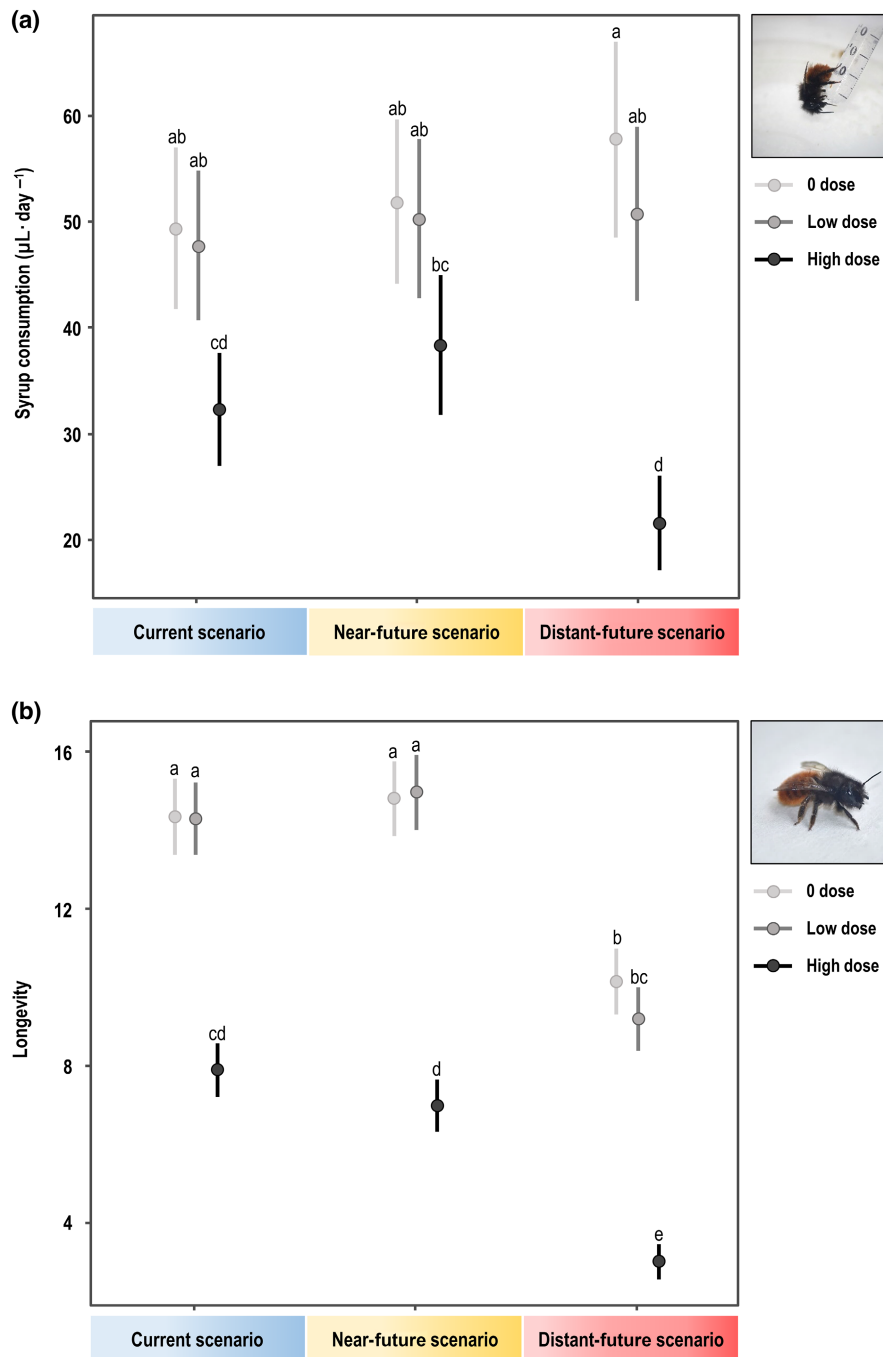 (a)
Syrup consumption (µL · day ⁻¹)
60
50
40
30
20
ab
ab
cd
ab
ab
bc
a
ab
d
0 dose
Low dose
High dose
Current scenario
Near-future scenario
Distant-future scenario
(b)
Longevity
16
12
8
4
a
a
cd
a
a
d
b
bc
e
0 dose
Low dose
High dose
Current scenario
Near-future scenario
Distant-future scenario